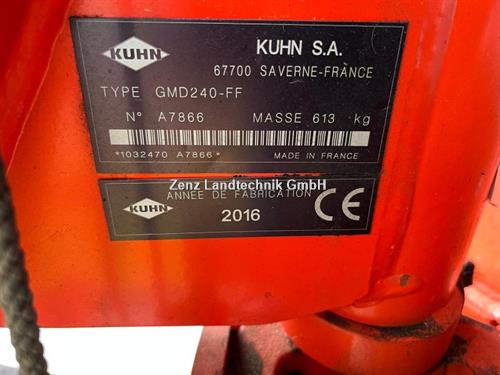 KUHN
KUHN S.A.
67700 SAVERNE-FRANCE
TYPE GMD240-FF
N° A7866 MASSE 613 kg
*1032470 A7866* MADE IN FRANCE
Zenz Landtechnik GmbH
KUHN
ANNÉE DE FABRICATION
2016
CE